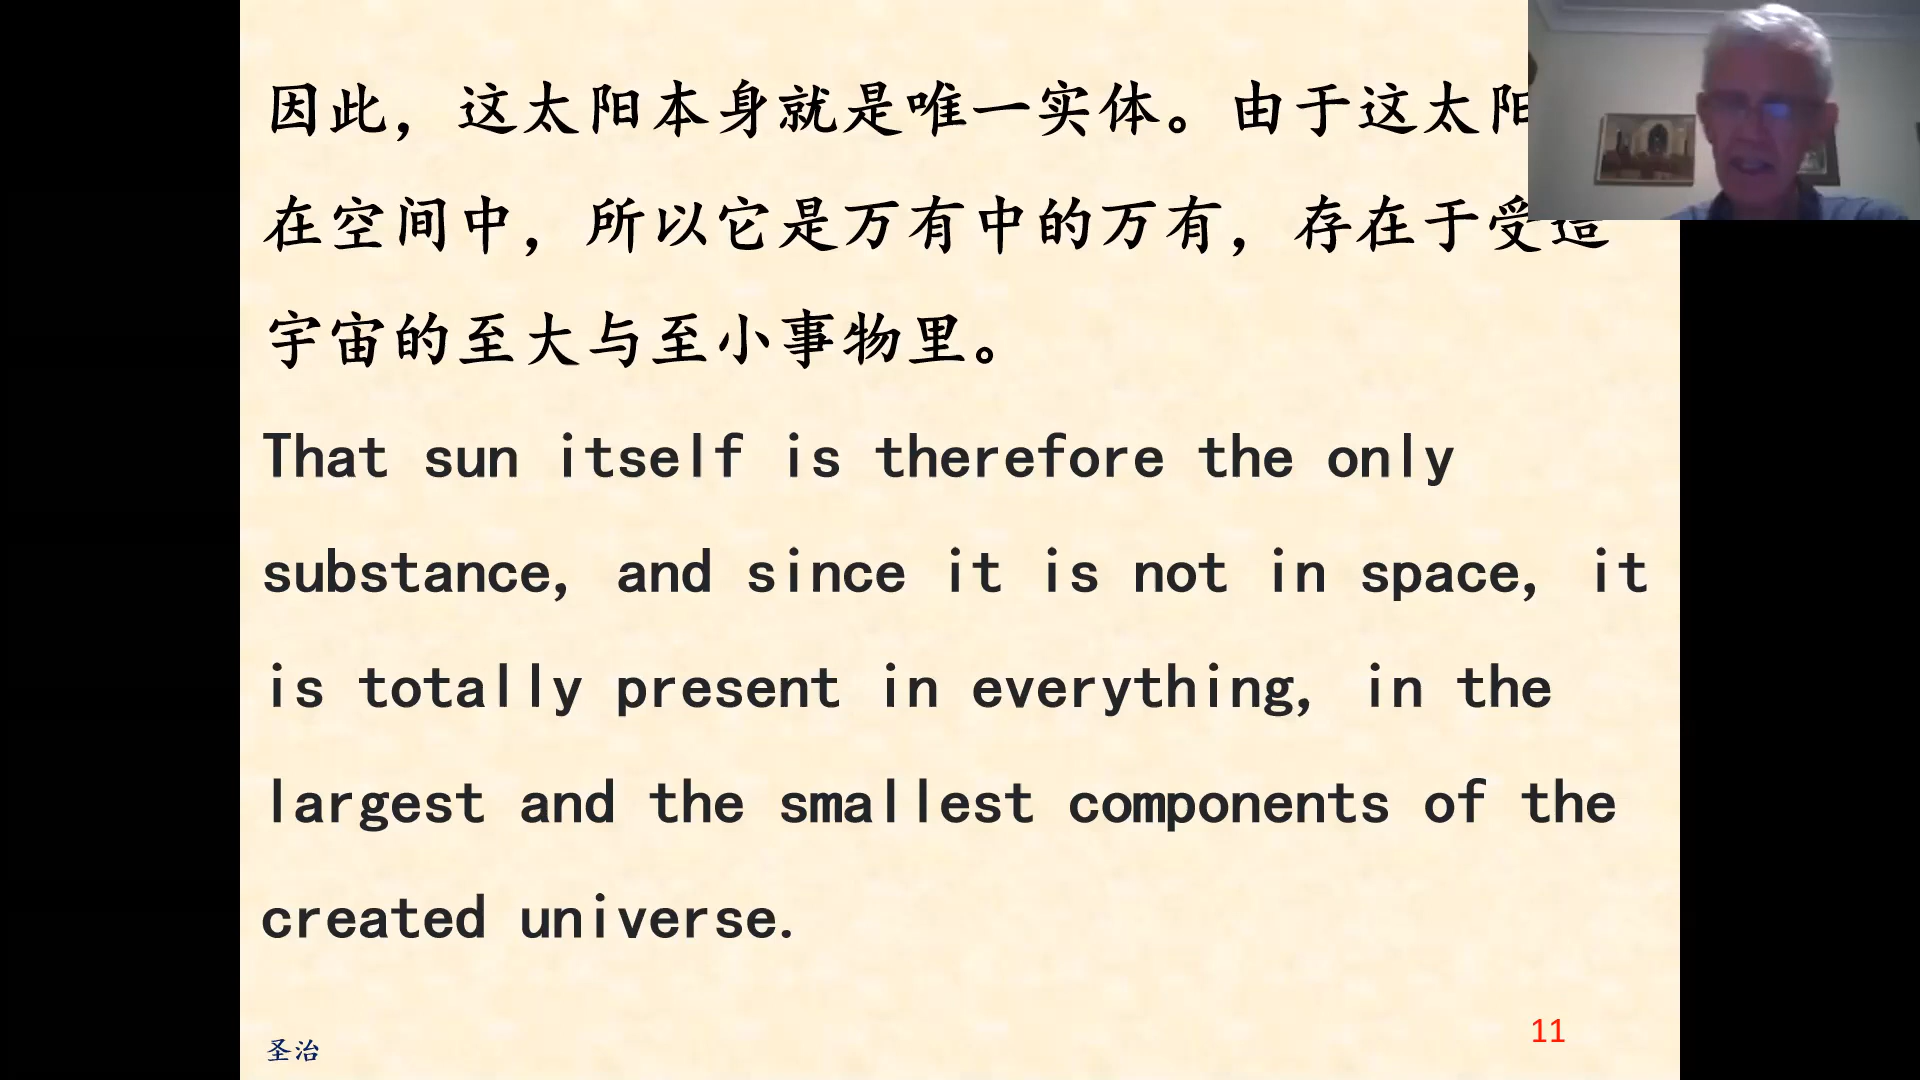 因此，这太阳本身就是唯一实体。由于这太阳
在空间中，所以它是万有中的万有，存在于受造
宇宙的至大与至小事物里。
That sun itself is therefore the only
substance, and since it is not in space, it
is totally present in everything, in the
largest and the smallest components of the
created universe.
圣治
11